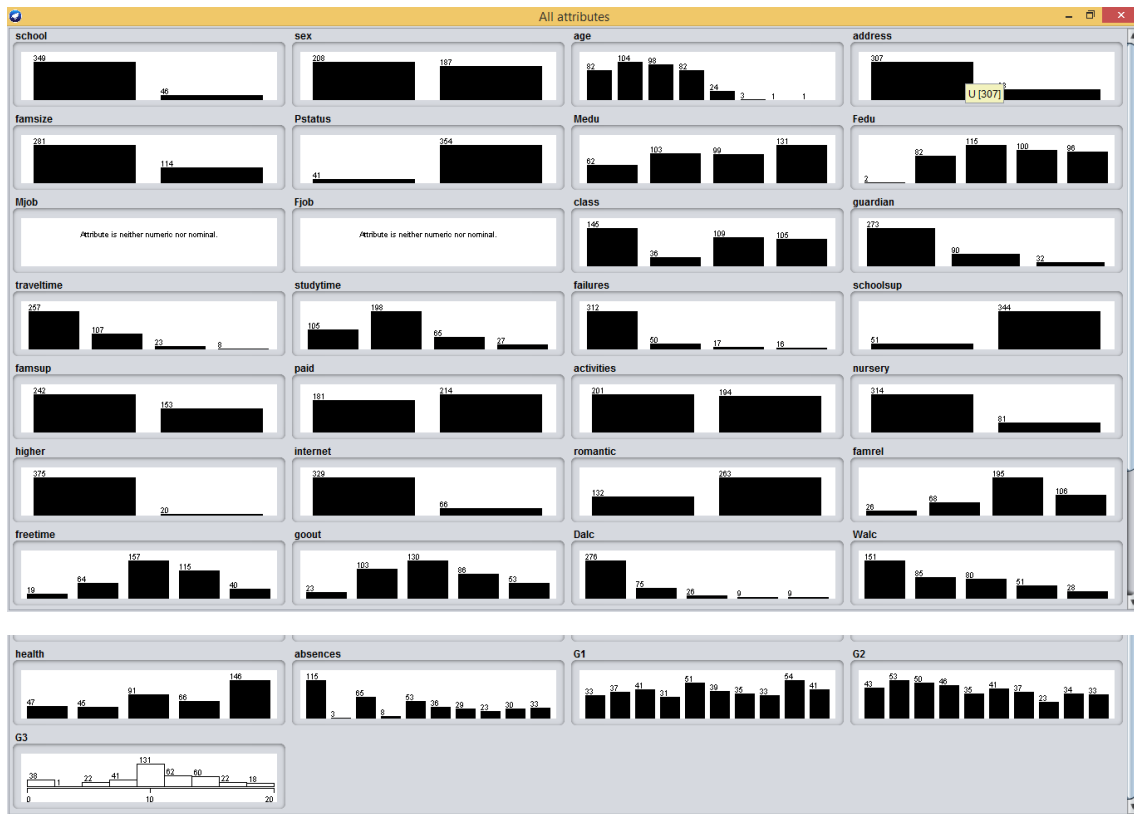 All attributes
school sex age address
349 46
208 187
82 104 98 82 24 3 1 1
307
U [307]
famsize Pstatus Medu Fedu
281 114
41 354
62 103 99 131
2 82 115 100 96
Mjob Fjob class guardian
Attribute is neither numeric nor nominal.
Attribute is neither numeric nor nominal.
145 36 109 105
273 90 32
traveltime studytime failures schoolsup
257 107 23 8
105 198 65 27
312 50 17 16
51 344
famsup paid activities nursery
242 153
181 214
201 194
314 81
higher internet romantic famrel
375 20
329 66
132 263
26 68 195 106
freetime goout Dalc Walc
19 64 157 115 40
23 103 130 86 53
276 75 26 9 9
151 85 80 51 28
health absences G1 G2
47 45 91 66 146
115 3 65 8 53 36 29 23 30 33
33 37 41 31 51 39 35 33 54 41
43 53 50 46 35 41 37 23 34 33
G3
38 1 22 41 131 62 60 22 18
0 10 20